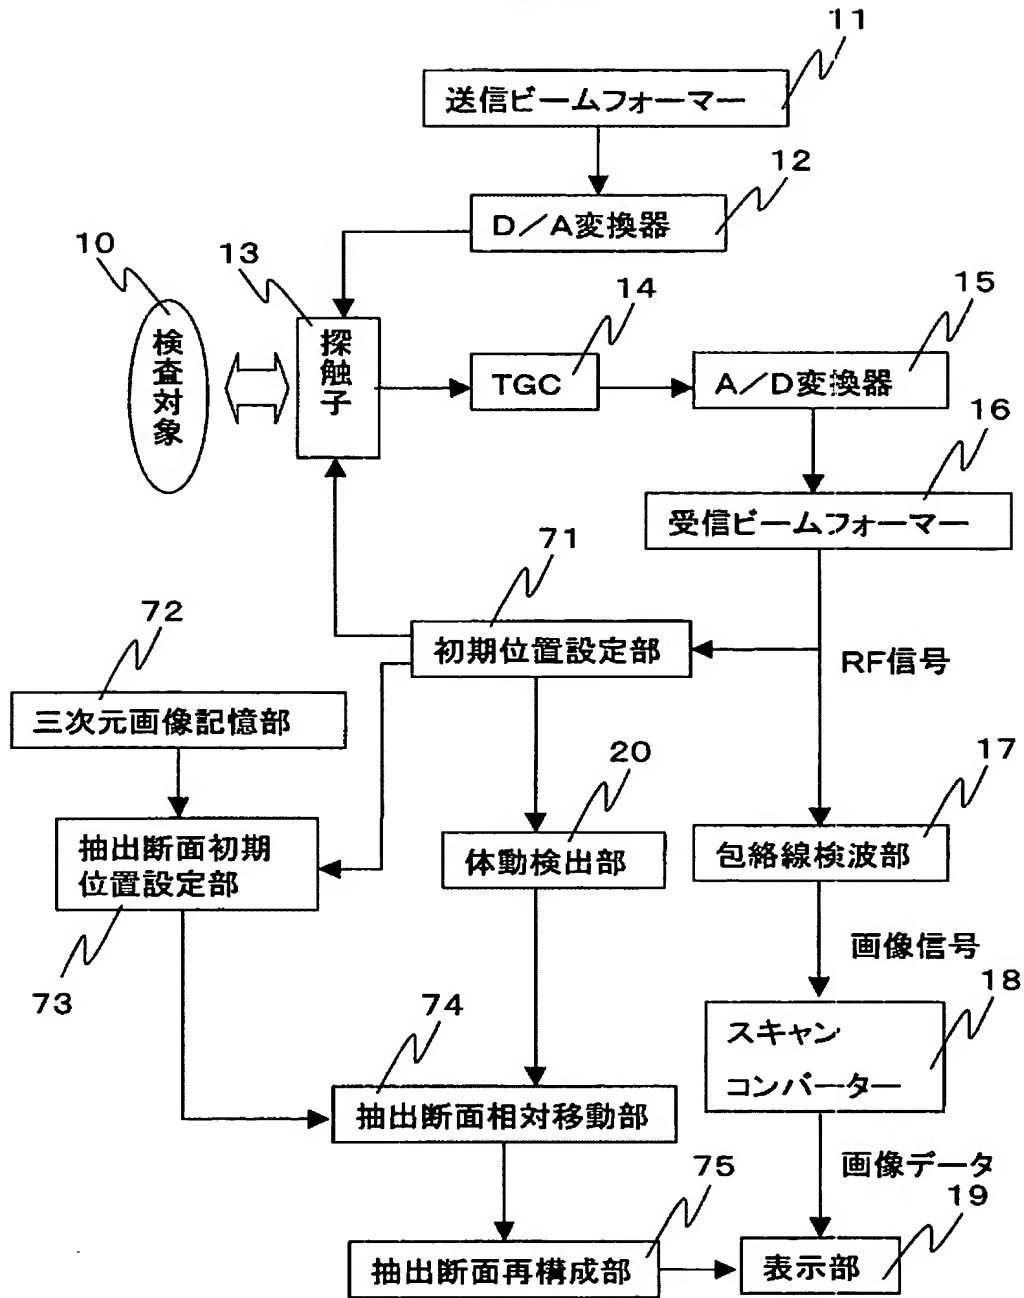 11
送信ビームフォーマー
12
D／A変換器
10
13
14
15
検査対象
探触子
TGC
A／D変換器
16
受信ビームフォーマー
71
72
初期位置設定部
RF信号
三次元画像記憶部
20
17
抽出断面初期
位置設定部
体動検出部
包絡線検波部
画像信号
73
74
18
スキャン
コンバーター
抽出断面相対移動部
75
画像データ
19
抽出断面再構成部
表示部